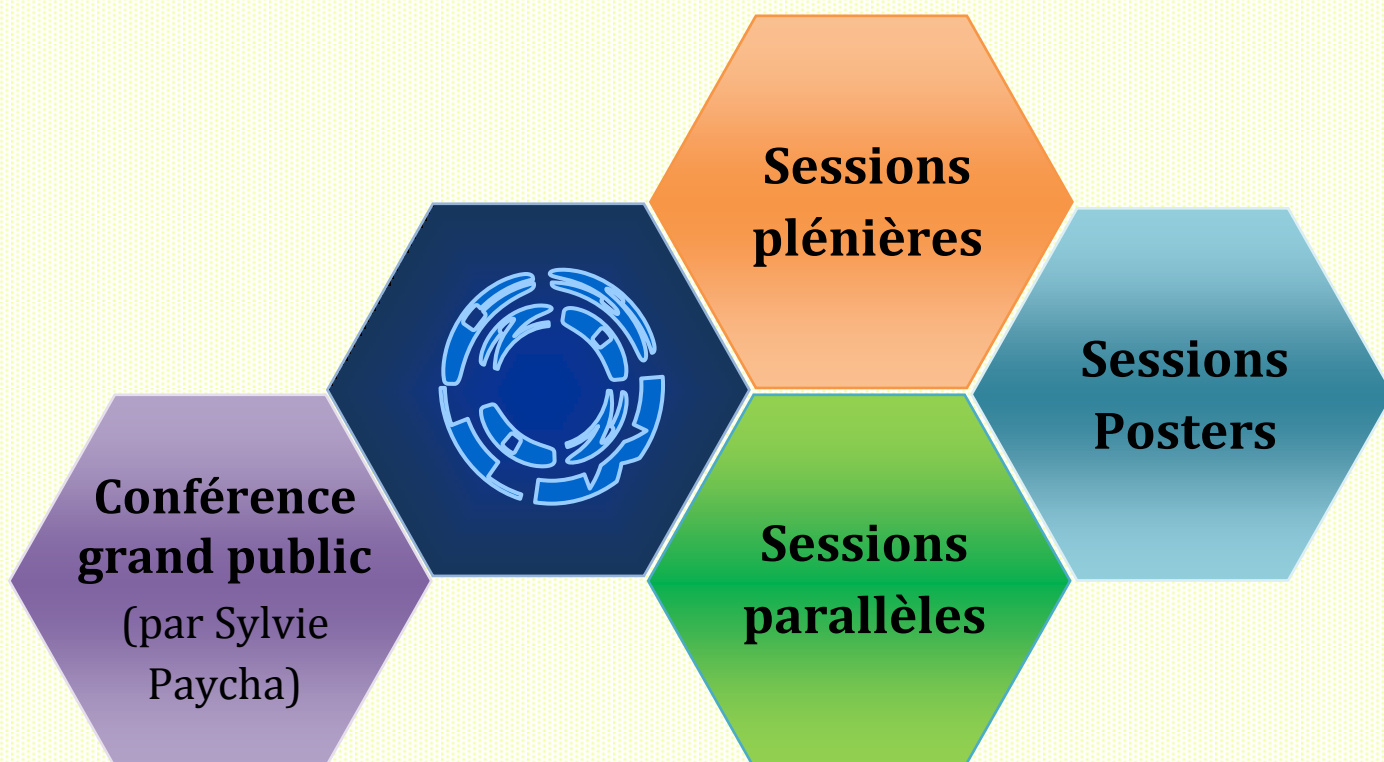 Sessions
plénières
Sessions
Posters
Conférence
grand public
(par Sylvie
Paycha)
Sessions
parallèles